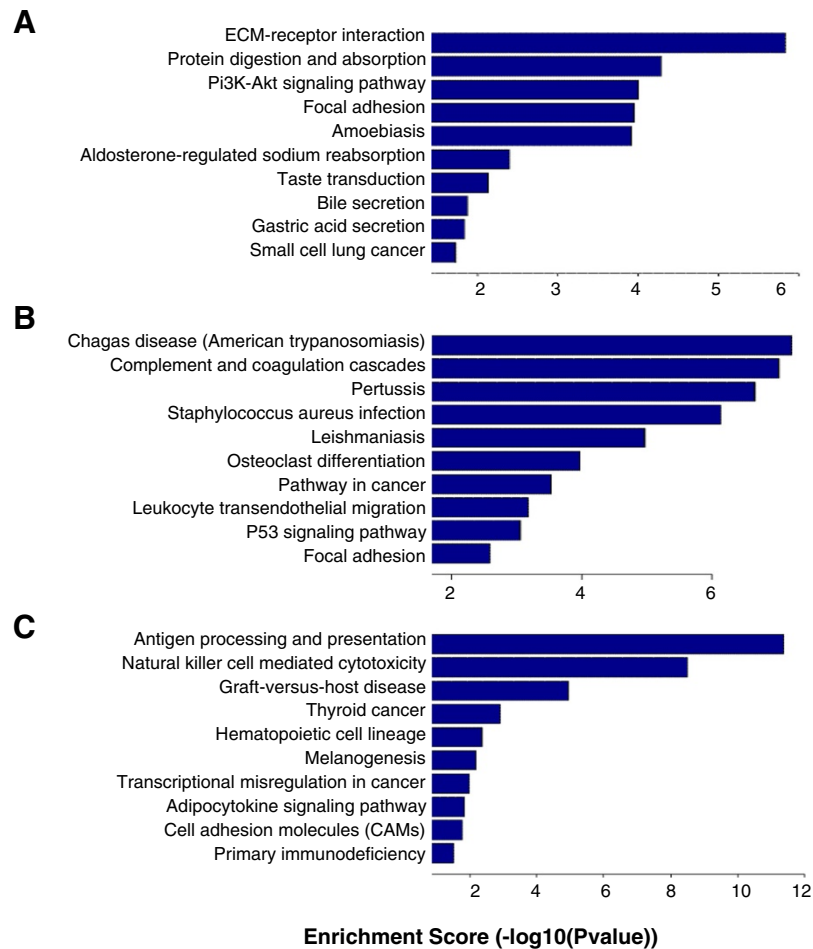 A
ECM-receptor interaction
Protein digestion and absorption
Pi3K-Akt signaling pathway
Focal adhesion
Amoebiasis
Aldosterone-regulated sodium reabsorption
Taste transduction
Bile secretion
Gastric acid secretion
Small cell lung cancer
2 3 4 5 6
B
Chagas disease (American trypanosomiasis)
Complement and coagulation cascades
Pertussis
Staphylococcus aureus infection
Leishmaniasis
Osteoclast differentiation
Pathway in cancer
Leukocyte transendothelial migration
P53 signaling pathway
Focal adhesion
2 4 6
C
Antigen processing and presentation
Natural killer cell mediated cytotoxicity
Graft-versus-host disease
Thyroid cancer
Hematopoietic cell lineage
Melanogenesis
Transcriptional misregulation in cancer
Adipocytokine signaling pathway
Cell adhesion molecules (CAMs)
Primary immunodeficiency
2 4 6 8 10 12
Enrichment Score (-log10(Pvalue))